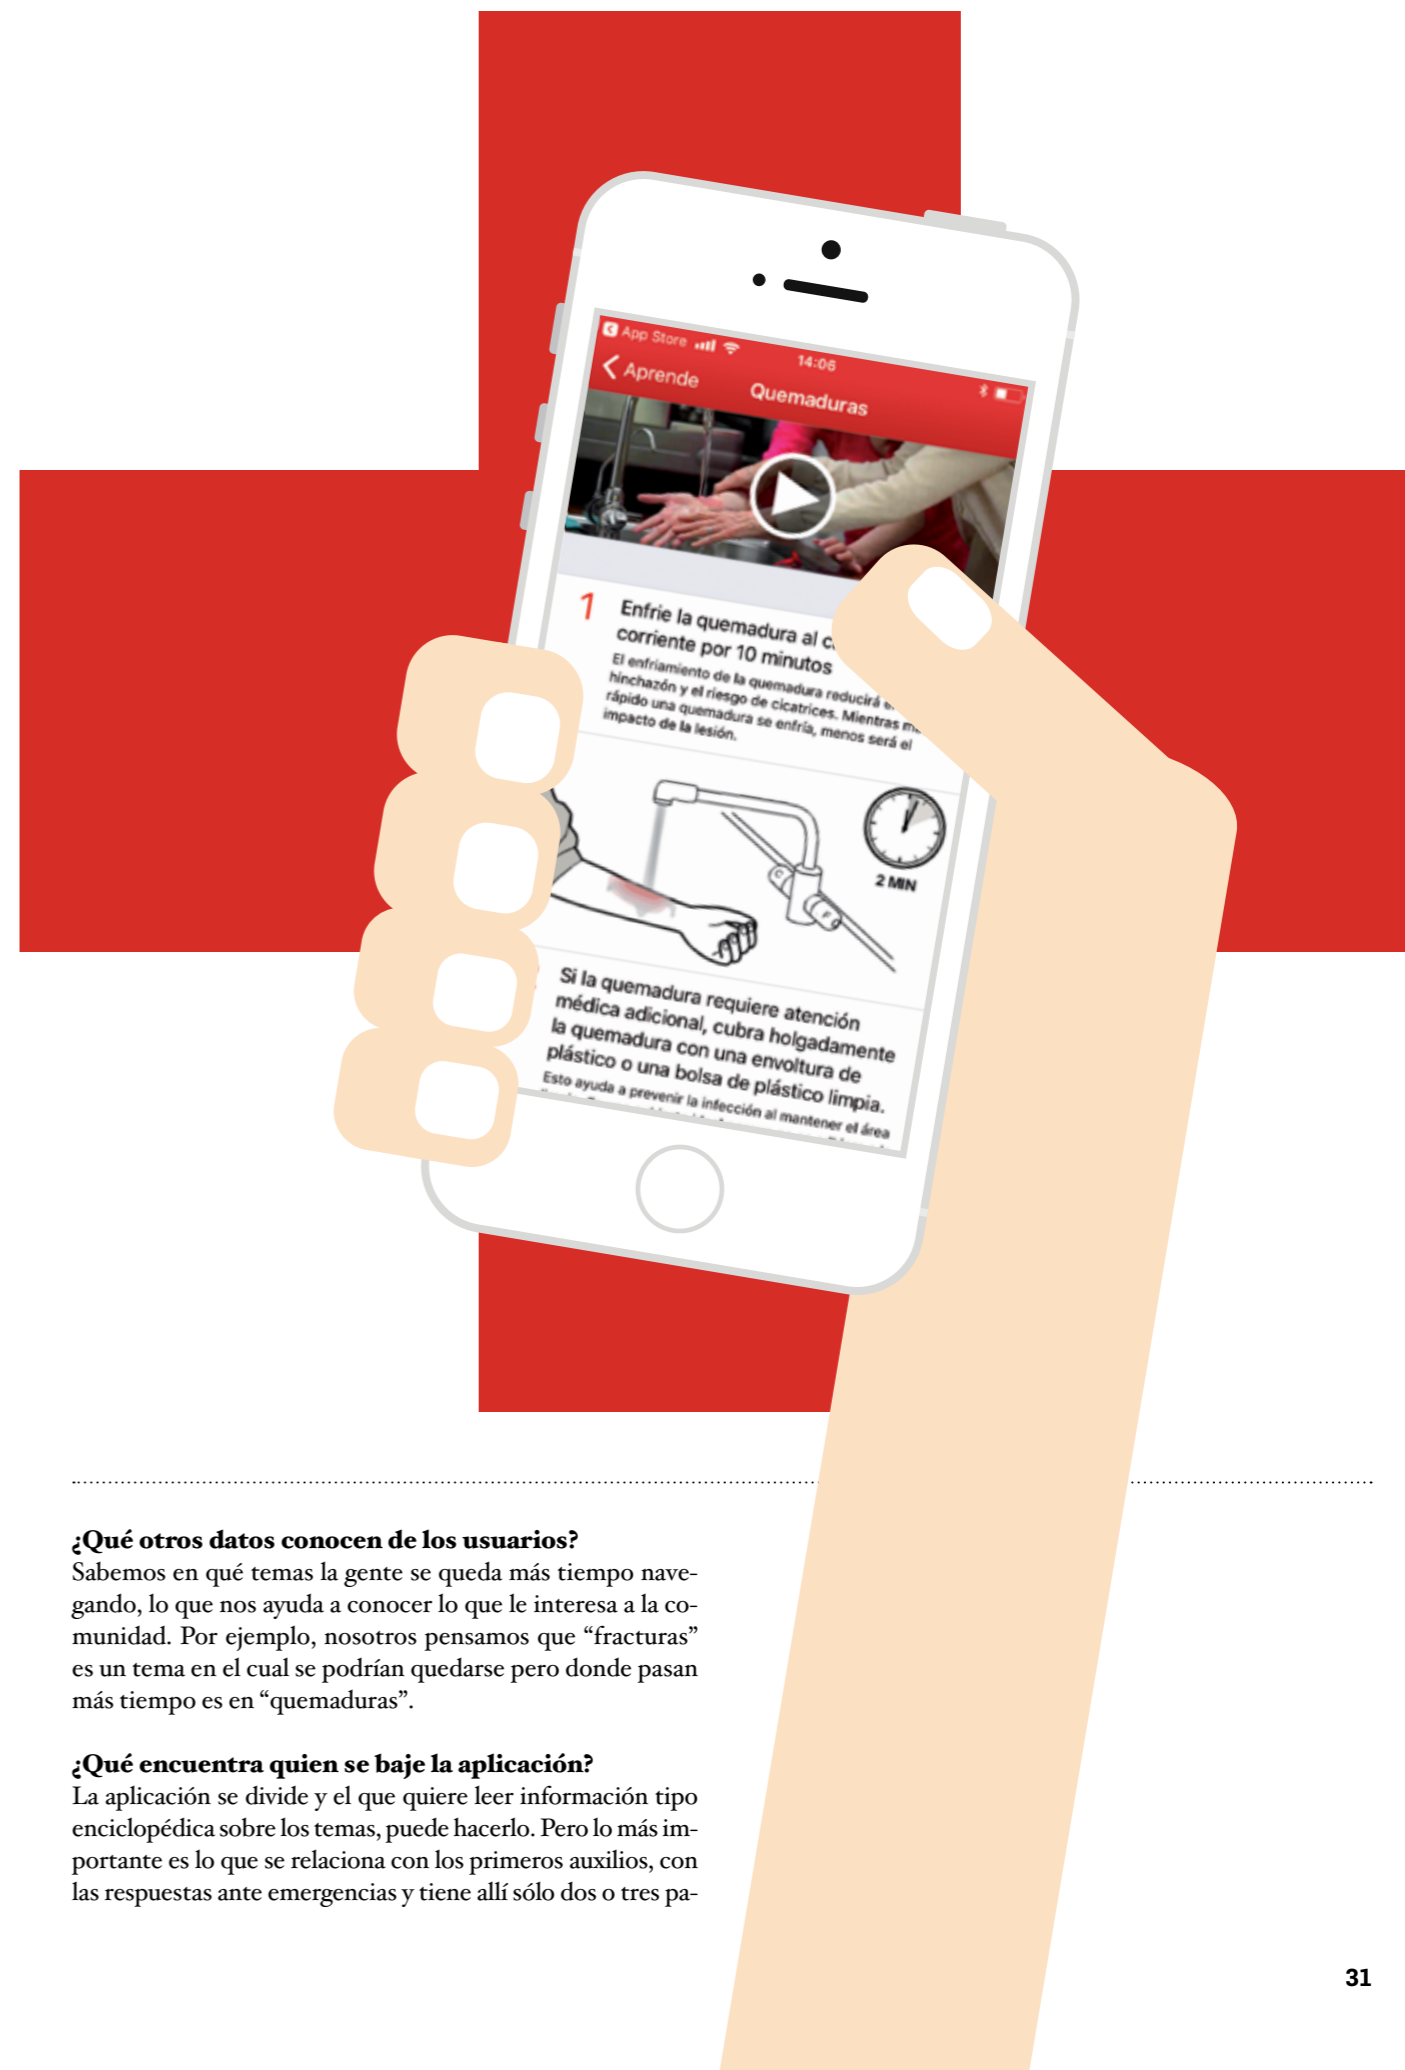 App Store
14:06
Aprende
Quemaduras
1
Enfrie la quemadura al
corriente por 10 minutos
El enfriamiento de la quemadura reducirá
hinchazón y el riesgo de cicatrices. Mientras
rápido una quemadura se enfría, menos será el
impacto de la lesión.
2 MIN
Si la quemadura requiere atención
médica adicional, cubra holgadamente
la quemadura con una envoltura de
plástico o una bolsa de plástico limpia.
Esto ayuda a prevenir la infección al mantener el área
¿Qué otros datos conocen de los usuarios?
Sabemos en qué temas la gente se queda más tiempo nave-
gando, lo que nos ayuda a conocer lo que le interesa a la co-
munidad. Por ejemplo, nosotros pensamos que “fracturas”
es un tema en el cual se podrían quedarse pero donde pasan
más tiempo es en “quemaduras”.
¿Qué encuentra quien se baje la aplicación?
La aplicación se divide y el que quiere leer información tipo
enciclopédica sobre los temas, puede hacerlo. Pero lo más im-
portante es lo que se relaciona con los primeros auxilios, con
las respuestas ante emergencias y tiene allí sólo dos o tres pa-
31